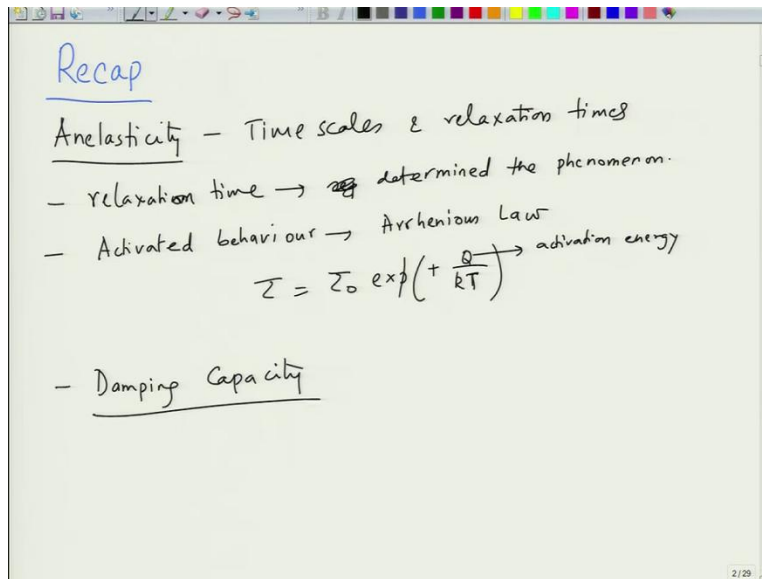 B I
Recap
Anelasticity - Time scales & relaxation times
- relaxation time → determined the phenomenon.
- Activated behaviour → Arrhenious Law
τ = τ₀ exp(+ Q/kT) → activation energy
- Damping Capacity
2/29